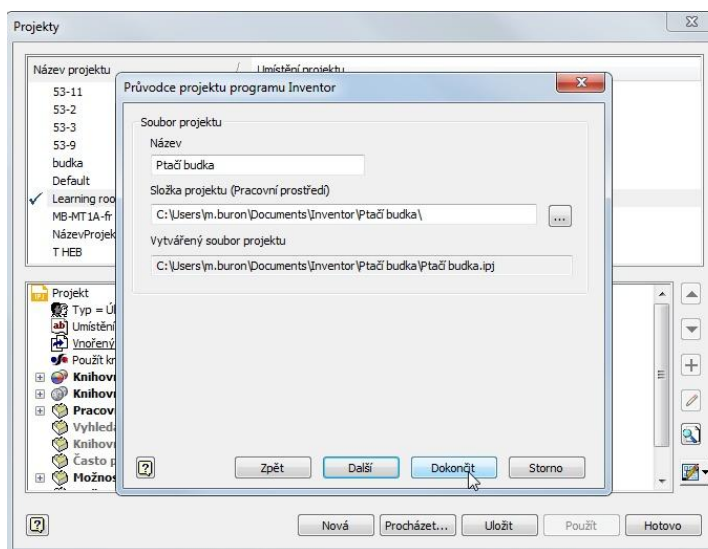 Projekty
Název projektu / Umístění projektu
53-11
53-2
53-3
53-9
budka
Default
Learning roo
MB-MT1A-fr
NázevProjek
T HEB
Průvodce projektu programu Inventor
Soubor projektu
Název
Ptačí budka
Složka projektu (Pracovní prostředí)
C:\Users\m.buron\Documents\Inventor\Ptačí budka\
...
Vytvářený soubor projektu
C:\Users\m.buron\Documents\Inventor\Ptačí budka\Ptačí budka.ipj
Zpět Další Dokončit Storno
Projekt
Typ = Úl
Umístění
Vnořený
Použít kn
Knihovn
Knihovn
Pracov
Vyhledá
Knihovn
Často p
Možnos
Nová Procházet... Uložit Použít Hotovo